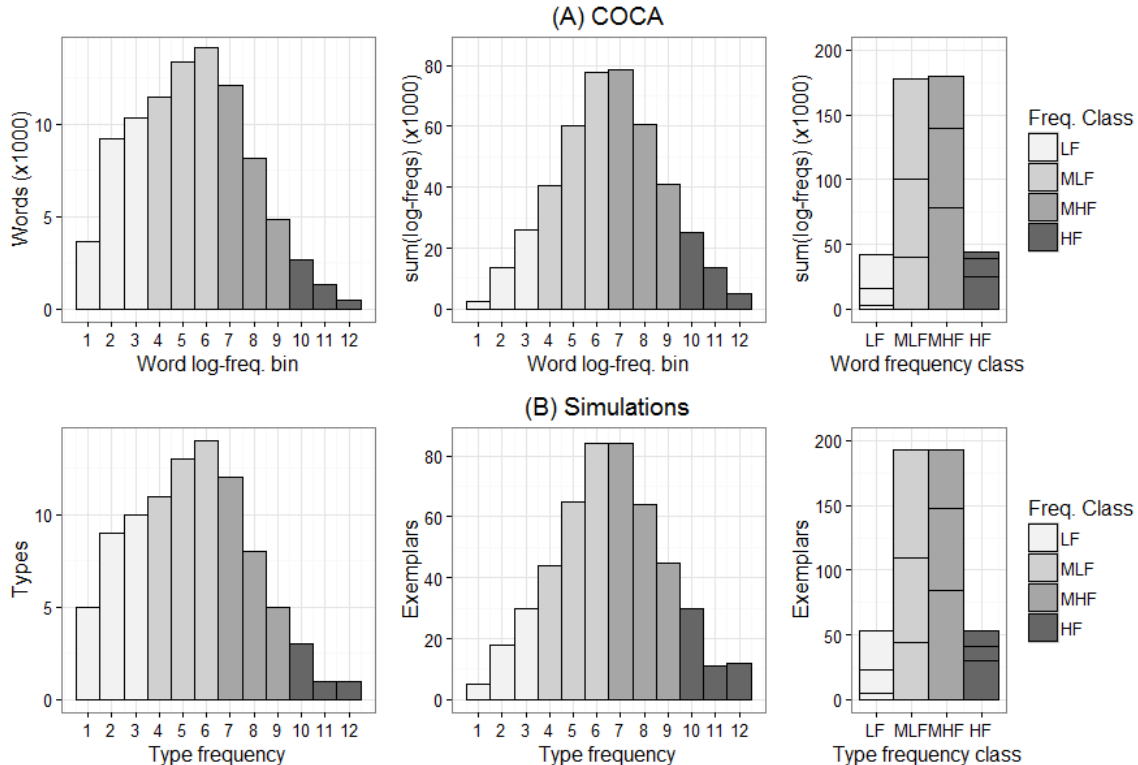 (A) COCA
Words (x1000)
0
5
10
1 2 3 4 5 6 7 8 9 10 11 12
Word log-freq. bin
sum(log-freqs) (x1000)
0
20
40
60
80
1 2 3 4 5 6 7 8 9 10 11 12
Word log-freq. bin
sum(log-freqs) (x1000)
0
50
100
150
200
LF MLF MHF HF
Word frequency class
Freq. Class
LF
MLF
MHF
HF
(B) Simulations
Types
0
5
10
1 2 3 4 5 6 7 8 9 10 11 12
Type frequency
Exemplars
0
20
40
60
80
1 2 3 4 5 6 7 8 9 10 11 12
Type frequency
Exemplars
0
50
100
150
200
LF MLF MHF HF
Type frequency class
Freq. Class
LF
MLF
MHF
HF